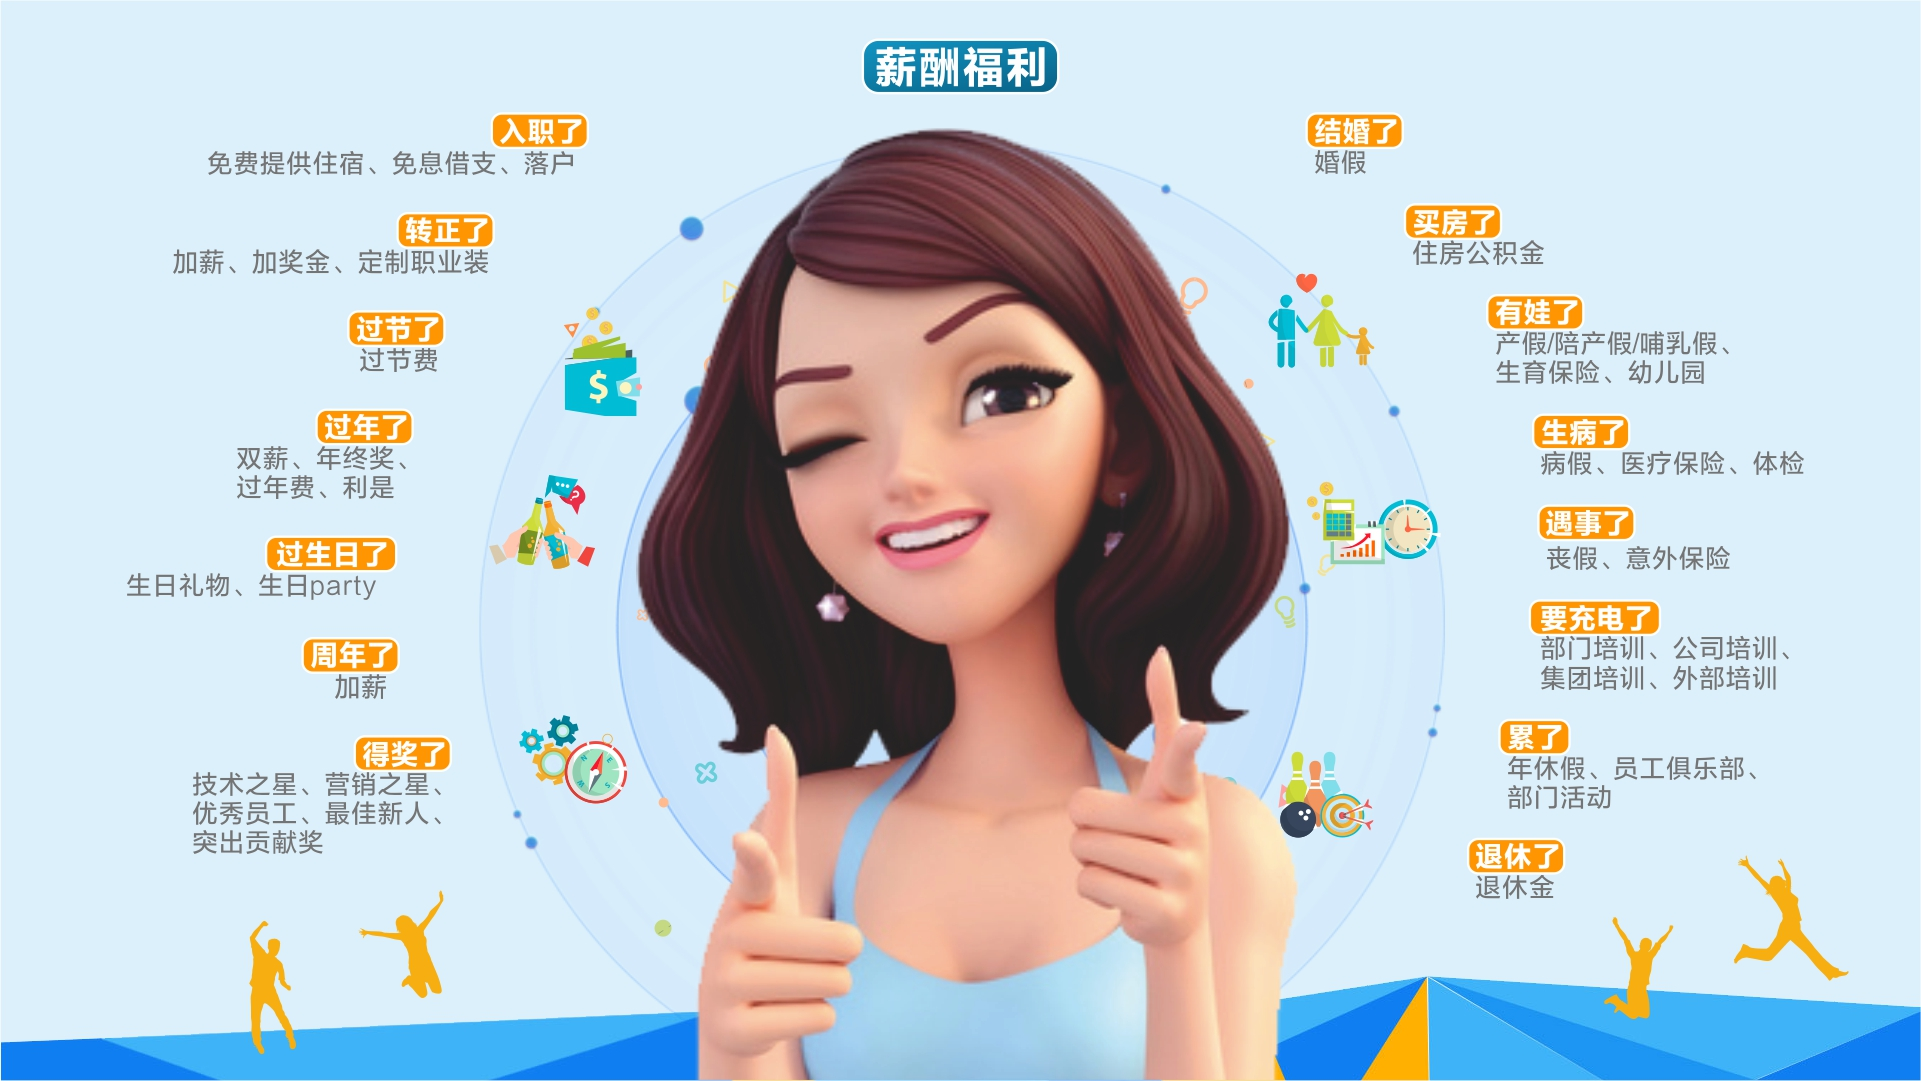 薪酬福利
入职了
免费提供住宿、免息借支、落户
转正了
加薪、加奖金、定制职业装
过节了
过节费
过年了
双薪、年终奖、
过年费、利是
过生日了
生日礼物、生日party
周年了
加薪
得奖了
技术之星、营销之星、
优秀员工、最佳新人、
突出贡献奖
结婚了
婚假
买房了
住房公积金
有娃了
产假/陪产假/哺乳假、
生育保险、幼儿园
生病了
病假、医疗保险、体检
遇事了
丧假、意外保险
要充电了
部门培训、公司培训、
集团培训、外部培训
累了
年休假、员工俱乐部、
部门活动
退休了
退休金
$
?
N
E
S
W